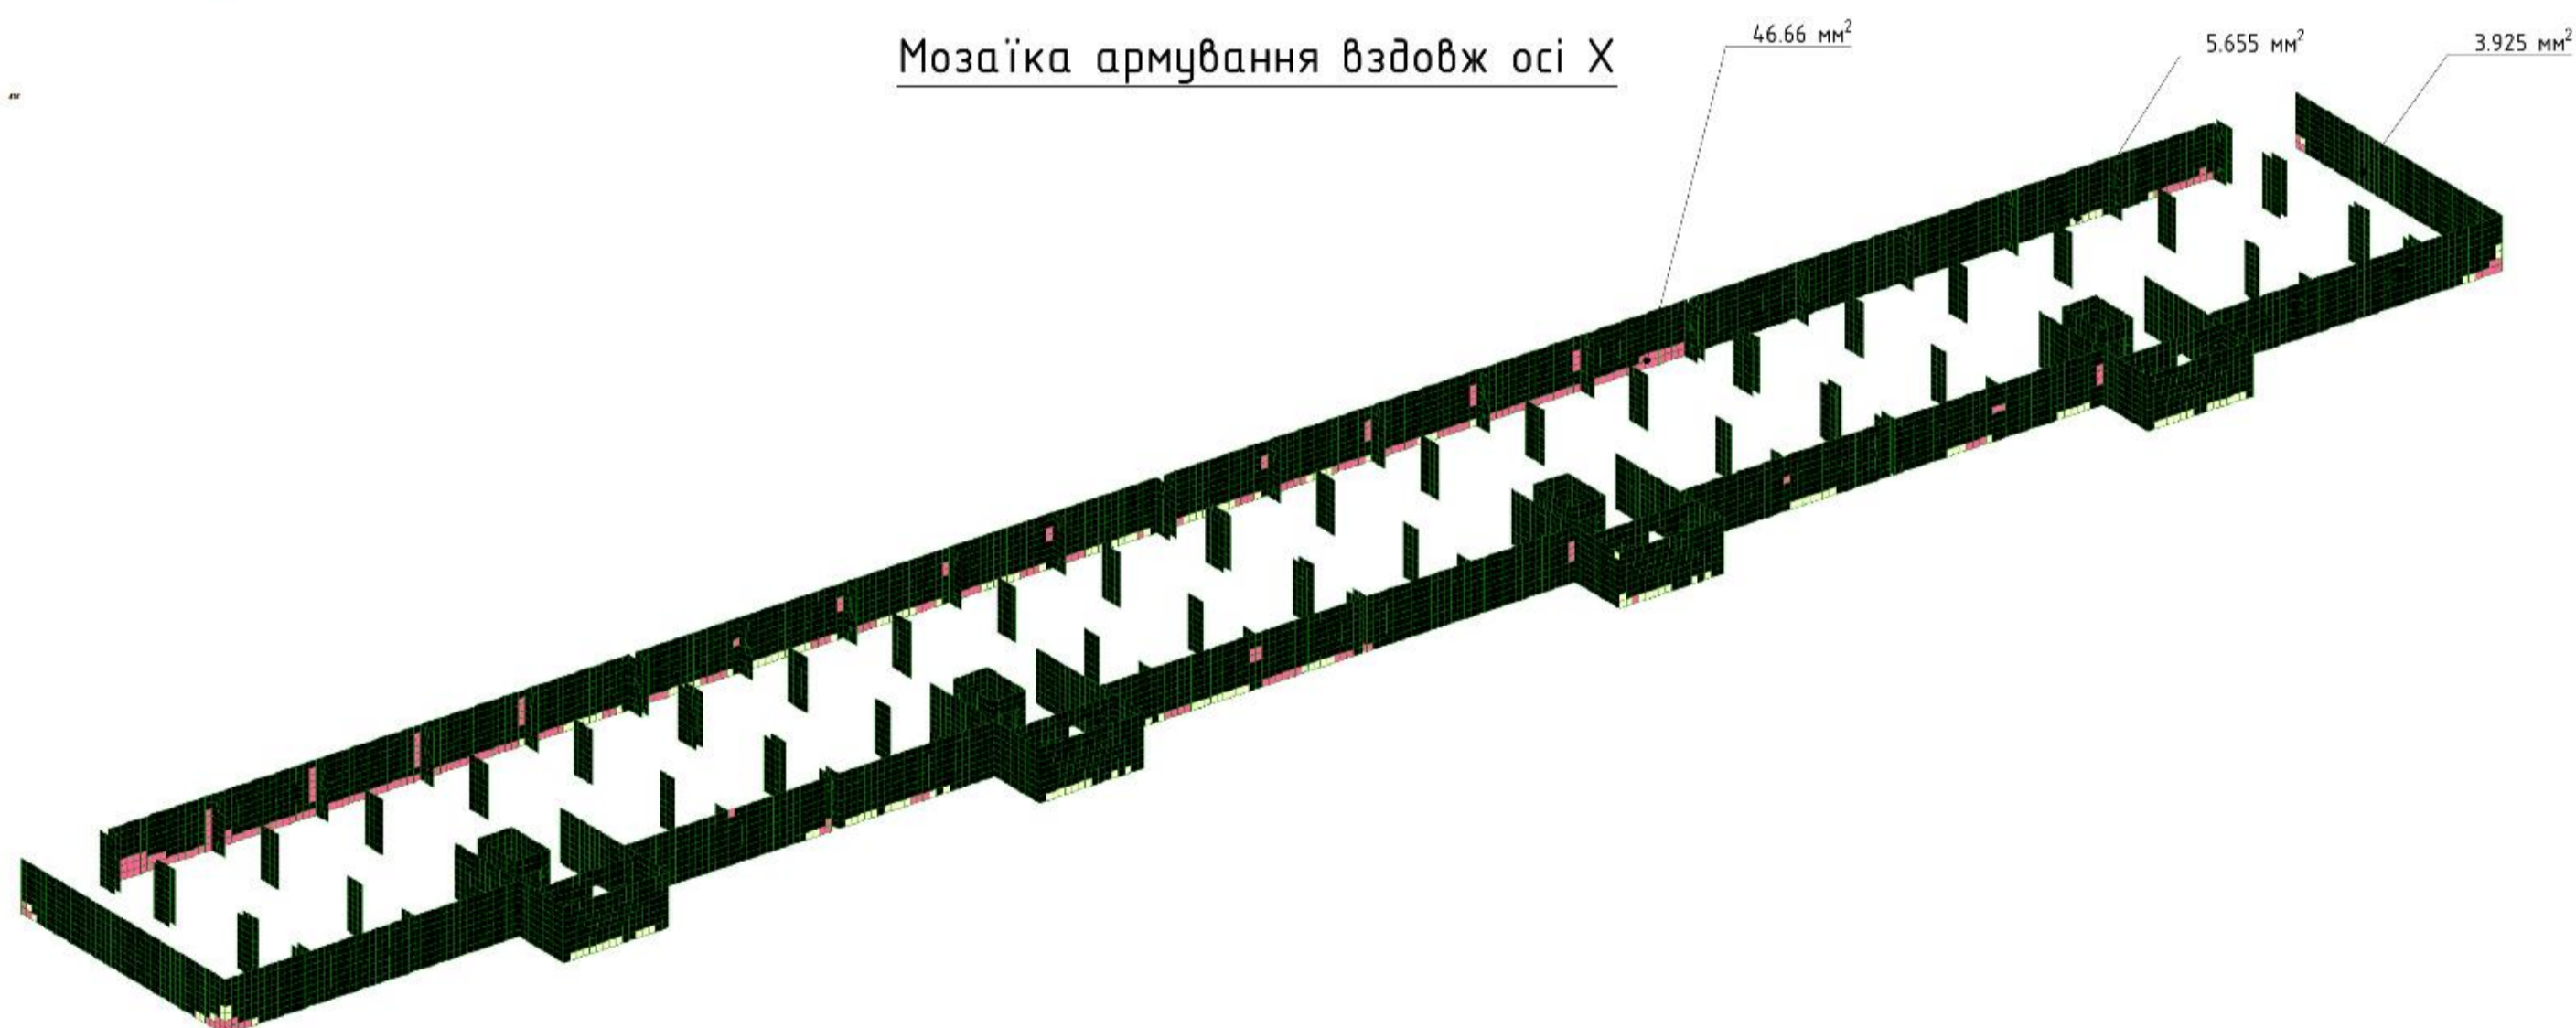 Мозаїка армування вздовж осі X
46.66 мм²
5.655 мм²
3.925 мм²